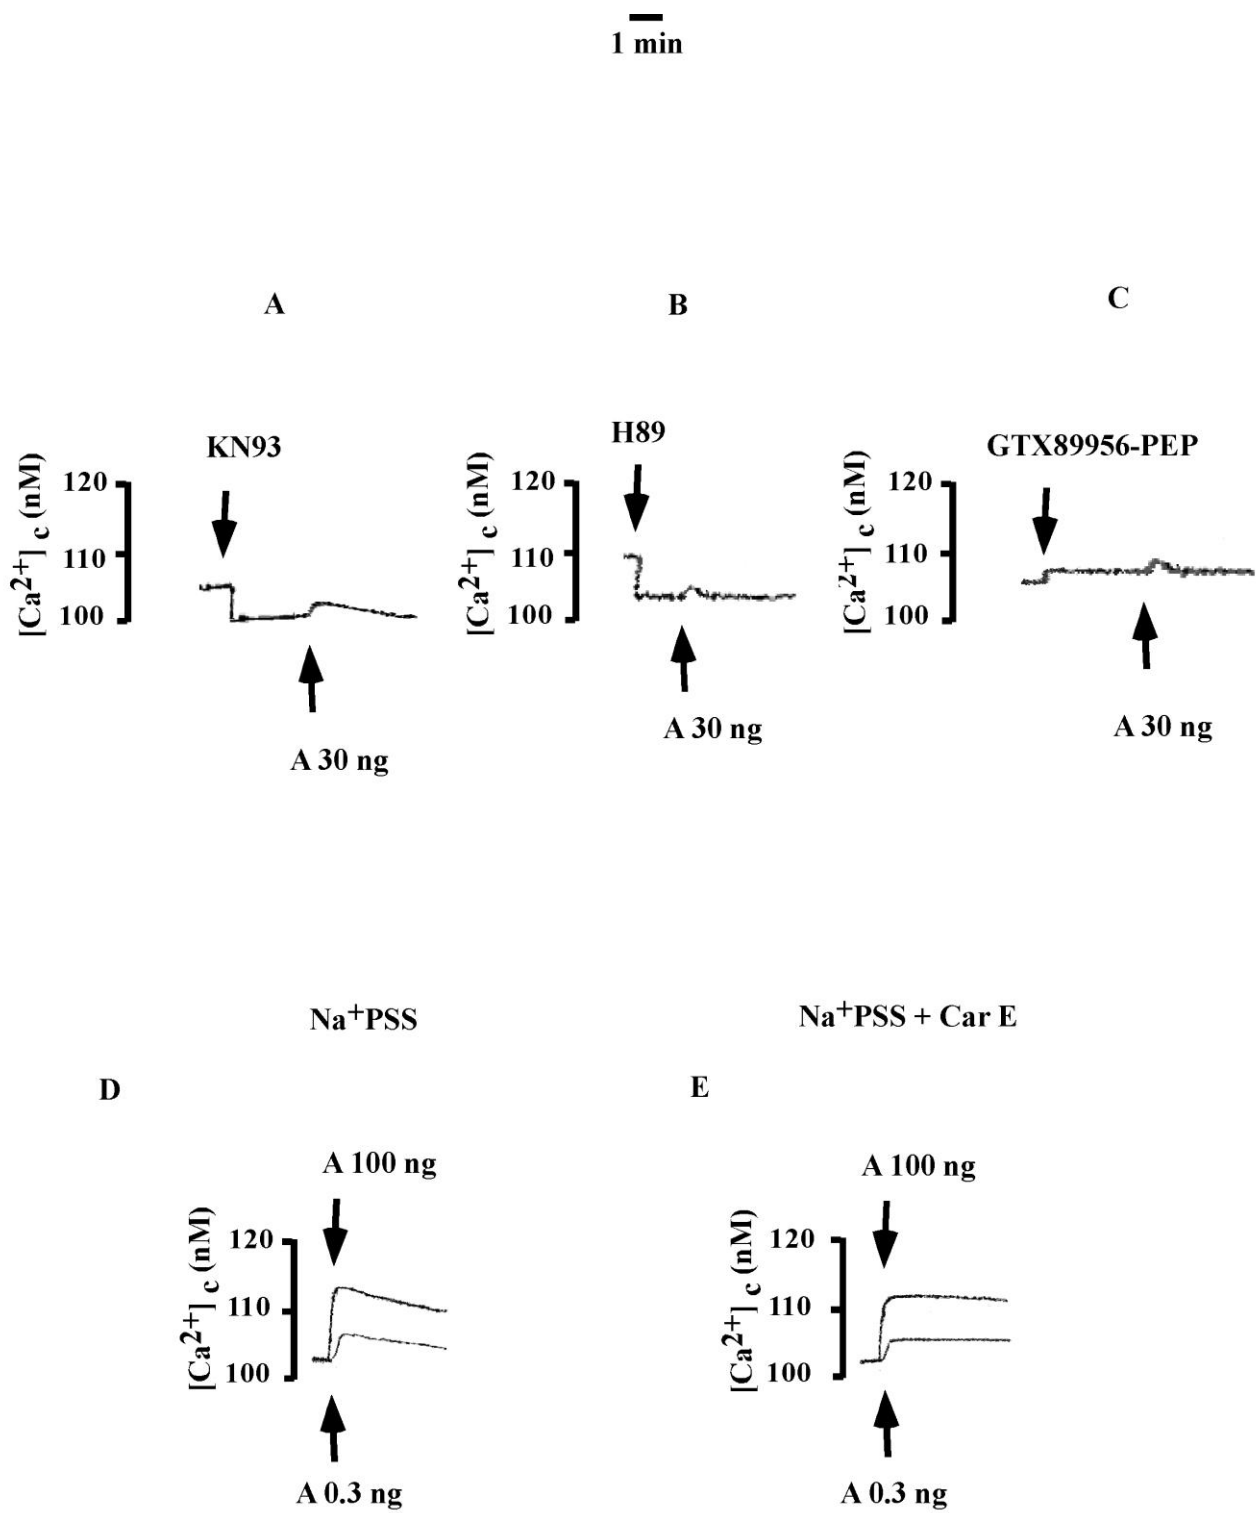 1 min
A
B
C
KN93
H89
GTX89956-PEP
[Ca2+] c (nM)
120
110
100
[Ca2+] c (nM)
120
110
100
[Ca2+] c (nM)
120
110
100
A 30 ng
A 30 ng
A 30 ng
Na+PSS
Na+PSS + Car E
D
E
A 100 ng
A 100 ng
[Ca2+] c (nM)
120
110
100
[Ca2+] c (nM)
120
110
100
A 0.3 ng
A 0.3 ng